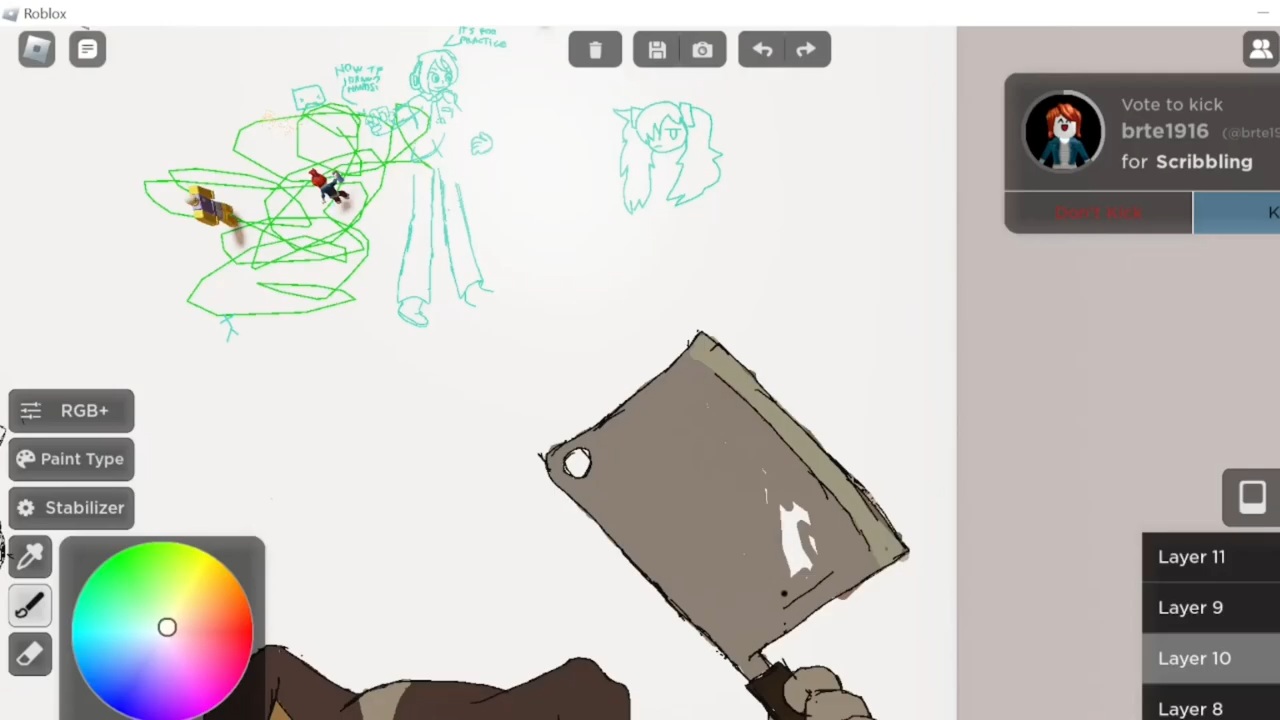 Roblox
IT'S FOR
PRACTICE
HOW TO
DRAW
HANDS!
Vote to kick
brte1916 (@brte19
for Scribbling
Don't kick
K
RGB+
Paint Type
Stabilizer
Layer 11
Layer 9
Layer 10
Layer 8